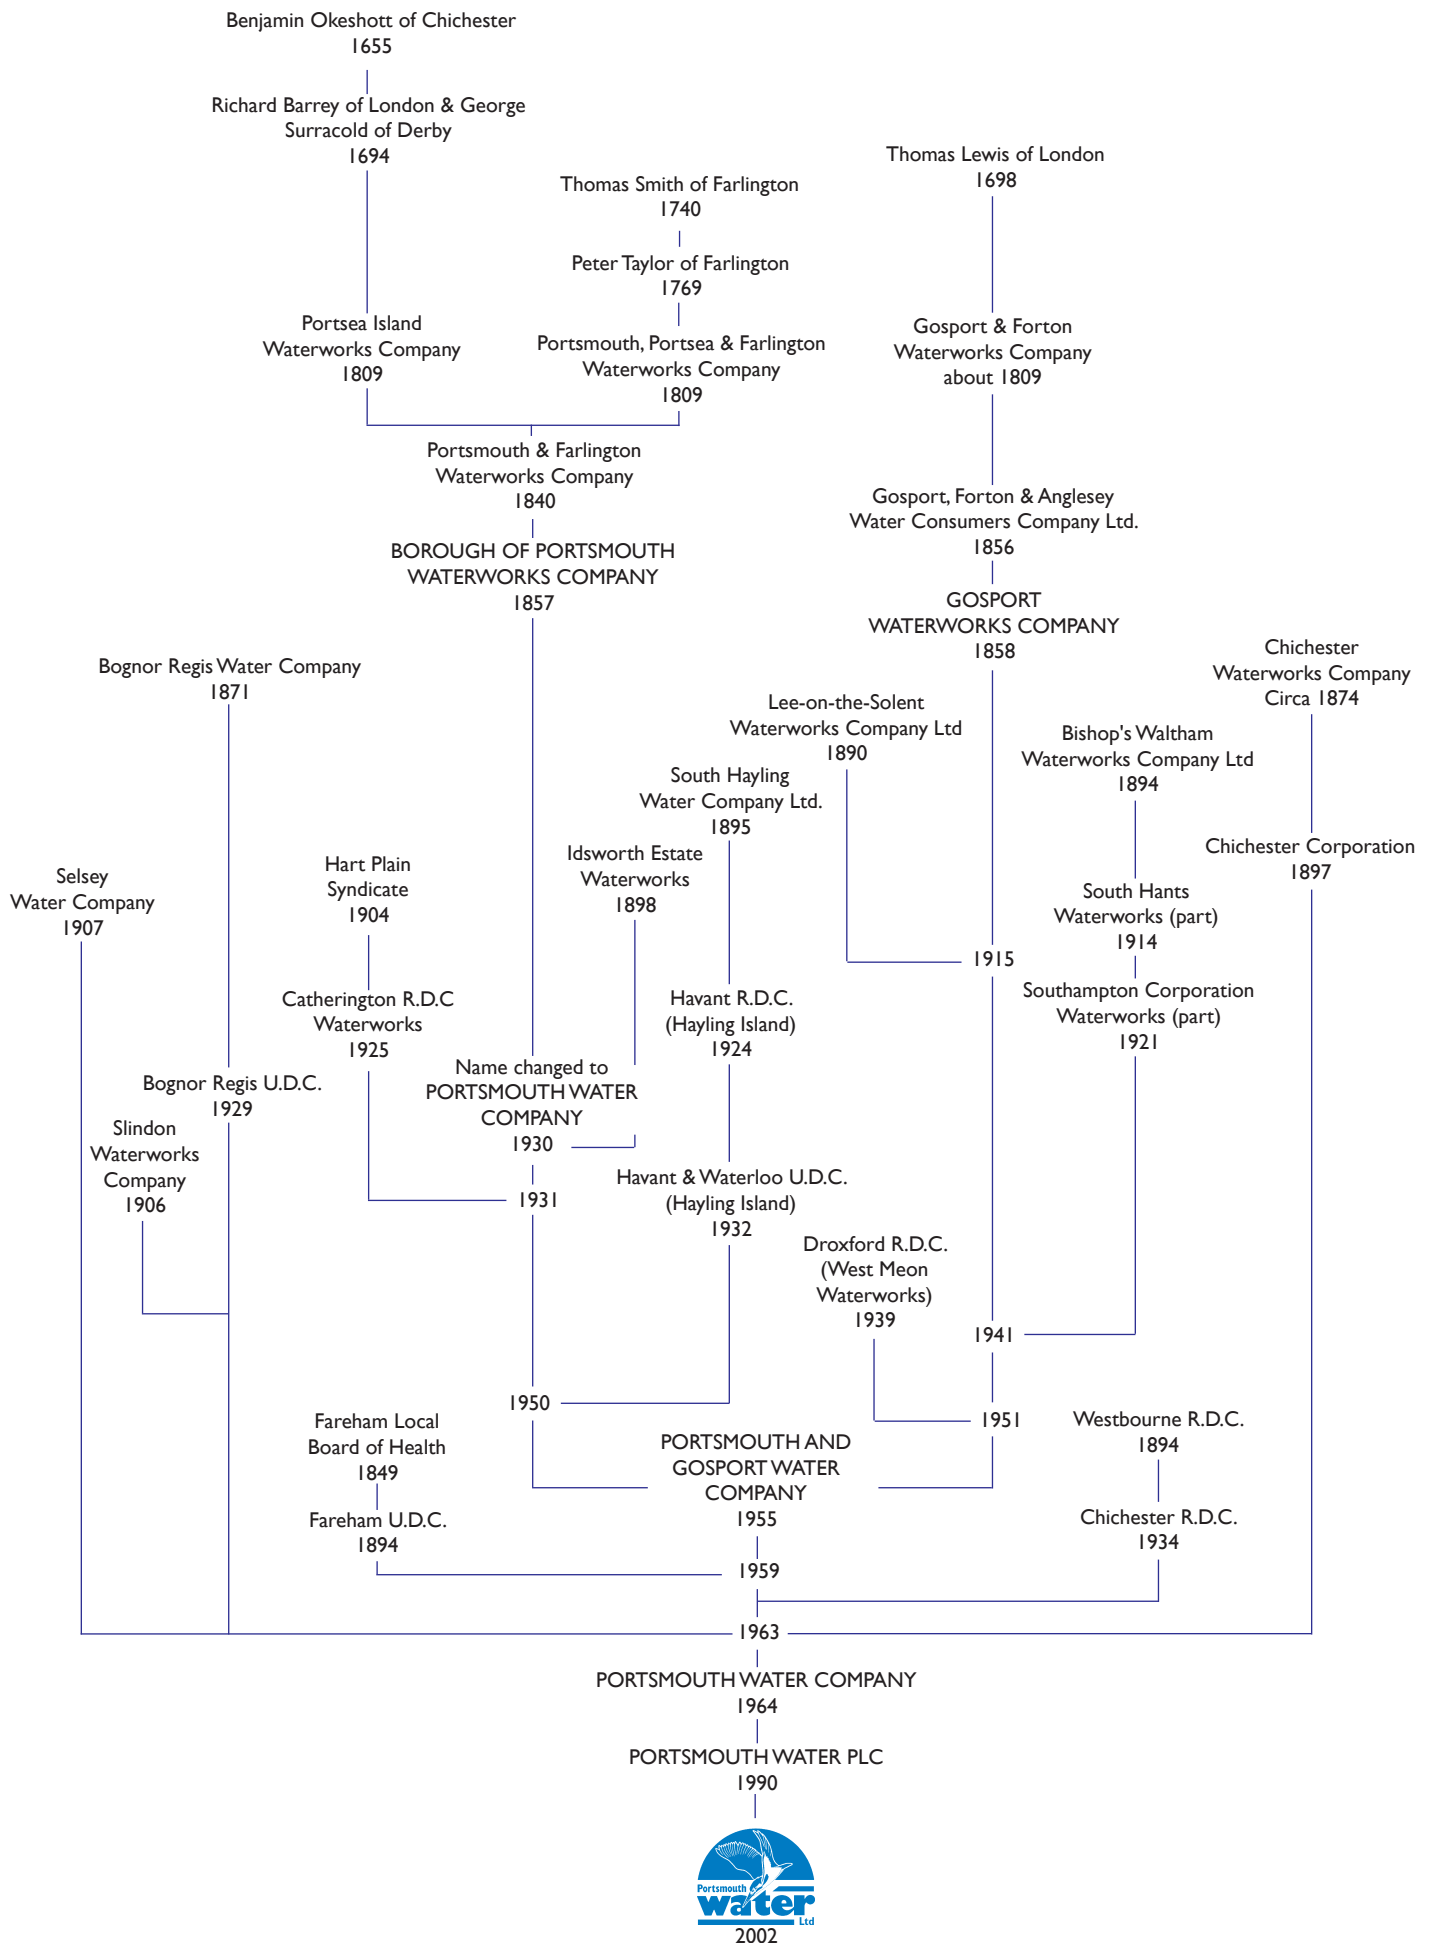 Benjamin Okeshott of Chichester
1655
Richard Barrey of London & George
Surracold of Derby
1694
Thomas Lewis of London
1698
Thomas Smith of Farlington
1740
Peter Taylor of Farlington
1769
Portsea Island
Waterworks Company
1809
Portsmouth, Portsea & Farlington
Waterworks Company
1809
Gosport & Forton
Waterworks Company
about 1809
Portsmouth & Farlington
Waterworks Company
1840
Gosport, Forton & Anglesey
Water Consumers Company Ltd.
1856
BOROUGH OF PORTSMOUTH
WATERWORKS COMPANY
1857
GOSPORT
WATERWORKS COMPANY
1858
Bognor Regis Water Company
1871
Chichester
Waterworks Company
Circa 1874
Lee-on-the-Solent
Waterworks Company Ltd
1890
Bishop's Waltham
Waterworks Company Ltd
1894
South Hayling
Water Company Ltd.
1895
Idsworth Estate
Waterworks
1898
Chichester Corporation
1897
Hart Plain
Syndicate
1904
Selsey
Water Company
1907
South Hants
Waterworks (part)
1914
1915
Catherington R.D.C
Waterworks
1925
Havant R.D.C.
(Hayling Island)
1924
Southampton Corporation
Waterworks (part)
1921
Name changed to
PORTSMOUTH WATER
COMPANY
1930
Bognor Regis U.D.C.
1929
Slindon
Waterworks
Company
1906
1931
Havant & Waterloo U.D.C.
(Hayling Island)
1932
Droxford R.D.C.
(West Meon
Waterworks)
1939
1941
1950
1951
Fareham Local
Board of Health
1849
PORTSMOUTH AND
GOSPORT WATER
COMPANY
1955
Westbourne R.D.C.
1894
Fareham U.D.C.
1894
Chichester R.D.C.
1934
1959
1963
PORTSMOUTH WATER COMPANY
1964
PORTSMOUTH WATER PLC
1990
Portsmouth
water
Ltd
2002